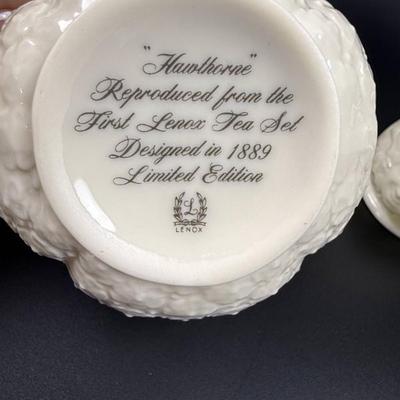 "Hawthorne"
Reproduced from the
First Lenox Tea Set
Designed in 1889
Limited Edition
L
LENOX